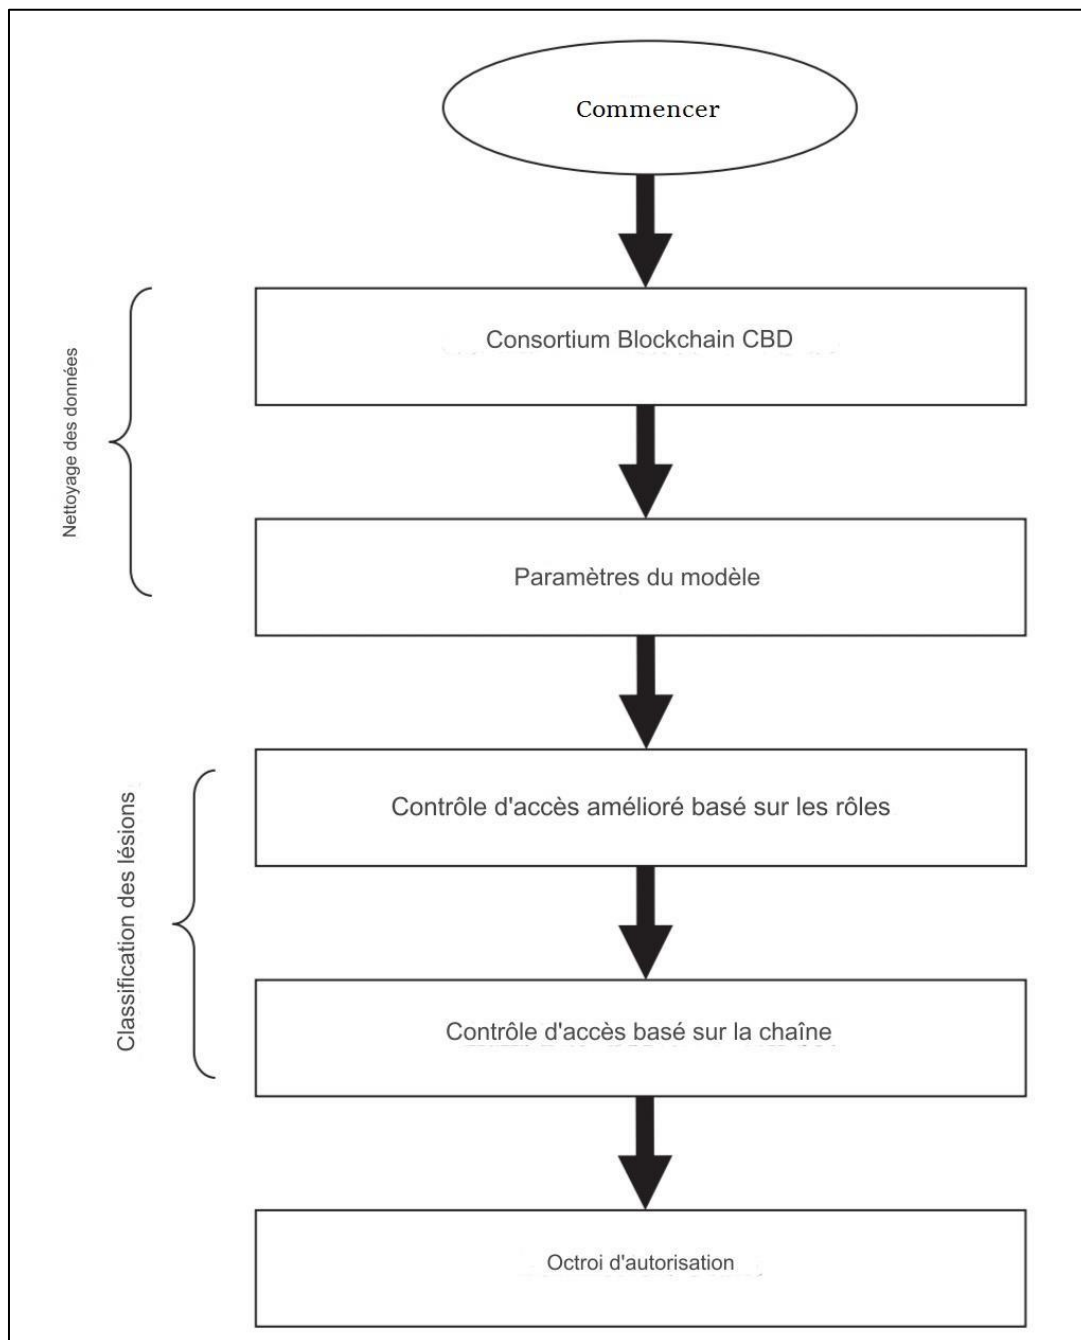 Commencer
Consortium Blockchain CBD
Nettoyage des données
Paramètres du modèle
Contrôle d'accès amélioré basé sur les rôles
Classification des lésions
Contrôle d'accès basé sur la chaîne
Octroi d'autorisation